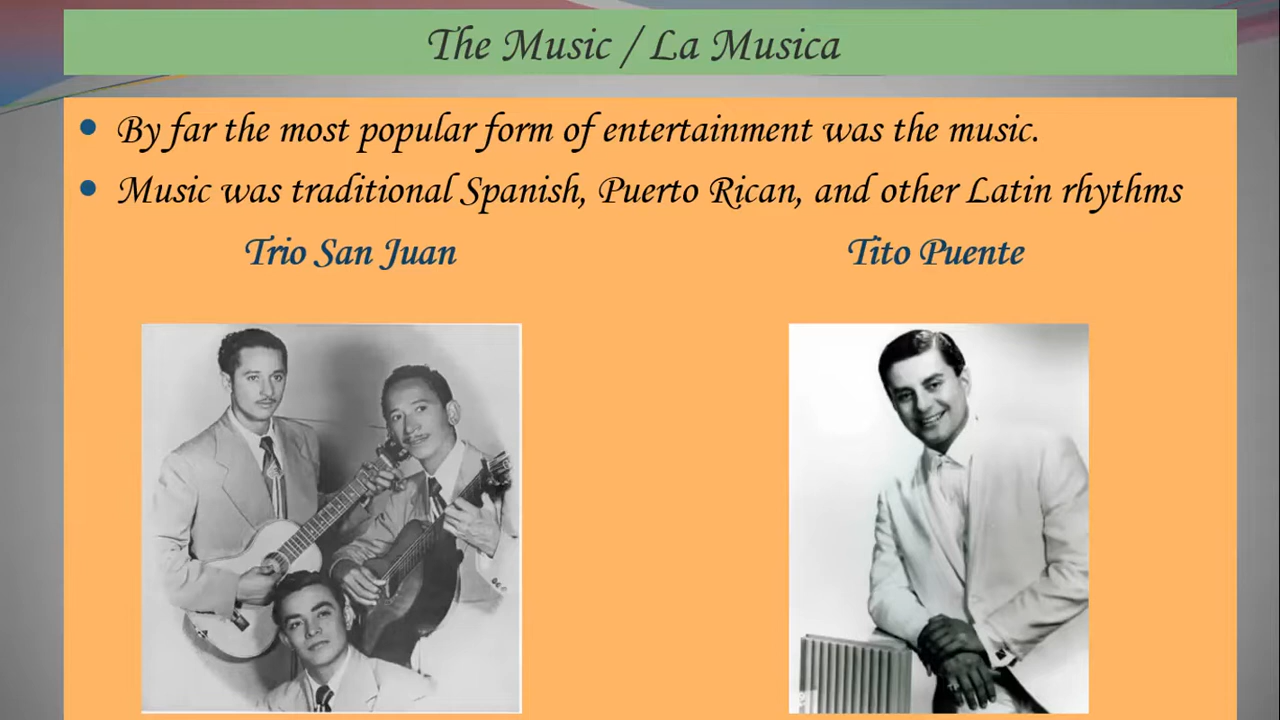 The Music / La Musica
By far the most popular form of entertainment was the music.
Music was traditional Spanish, Puerto Rican, and other Latin rhythms
Trio San Juan
Tito Puente